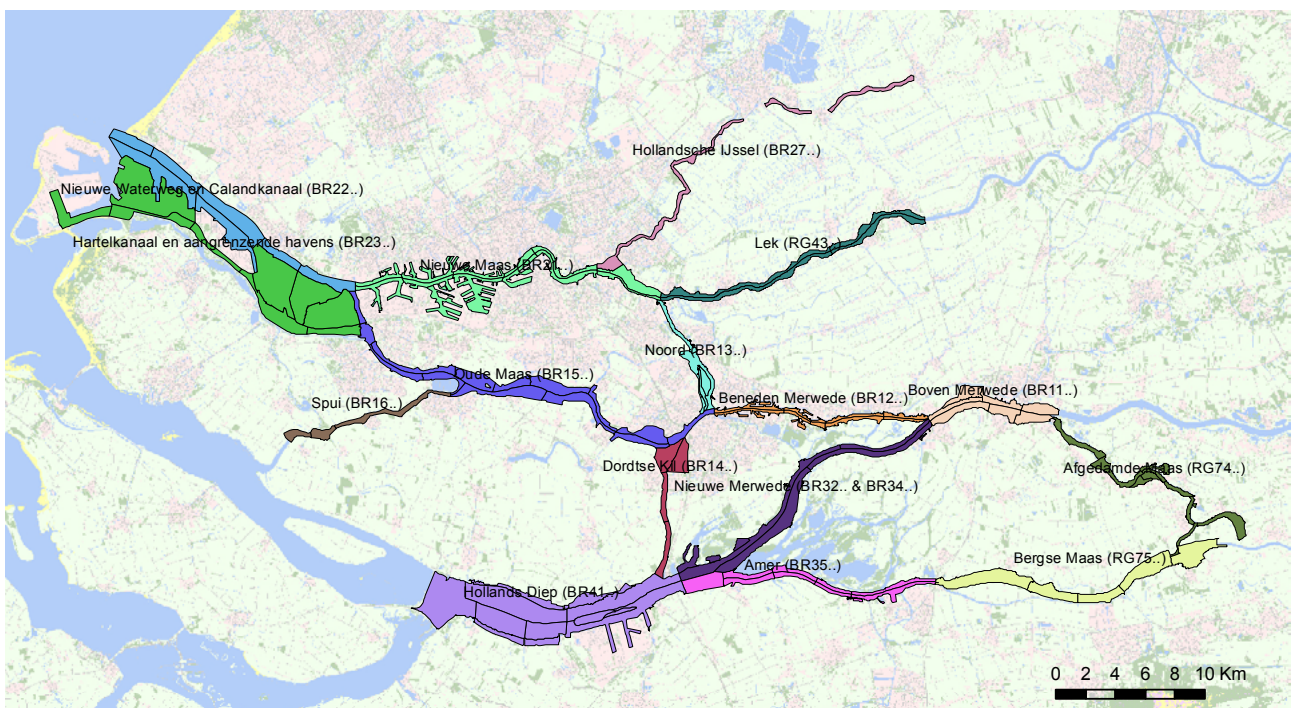 Hollandsche IJssel (BR27..)
Nieuwe Waterweg en Calandkanaal (BR22..)
Hartelkanaal en aangrenzende havens (BR23..)
Lek (RG43..)
Nieuwe Maas (BR21..)
Noord (BR13..)
Oude Maas (BR15..)
Boven Merwede (BR11..)
Spui (BR16..)
Beneden Merwede (BR12..)
Dordtse Kil (BR14..)
Afgedamde Maas (RG74..)
Nieuwe Merwede (BR32.. & BR34..)
Bergse Maas (RG75..)
Amer (BR35..)
Hollands Diep (BR41..)
0 2 4 6 8 10 Km